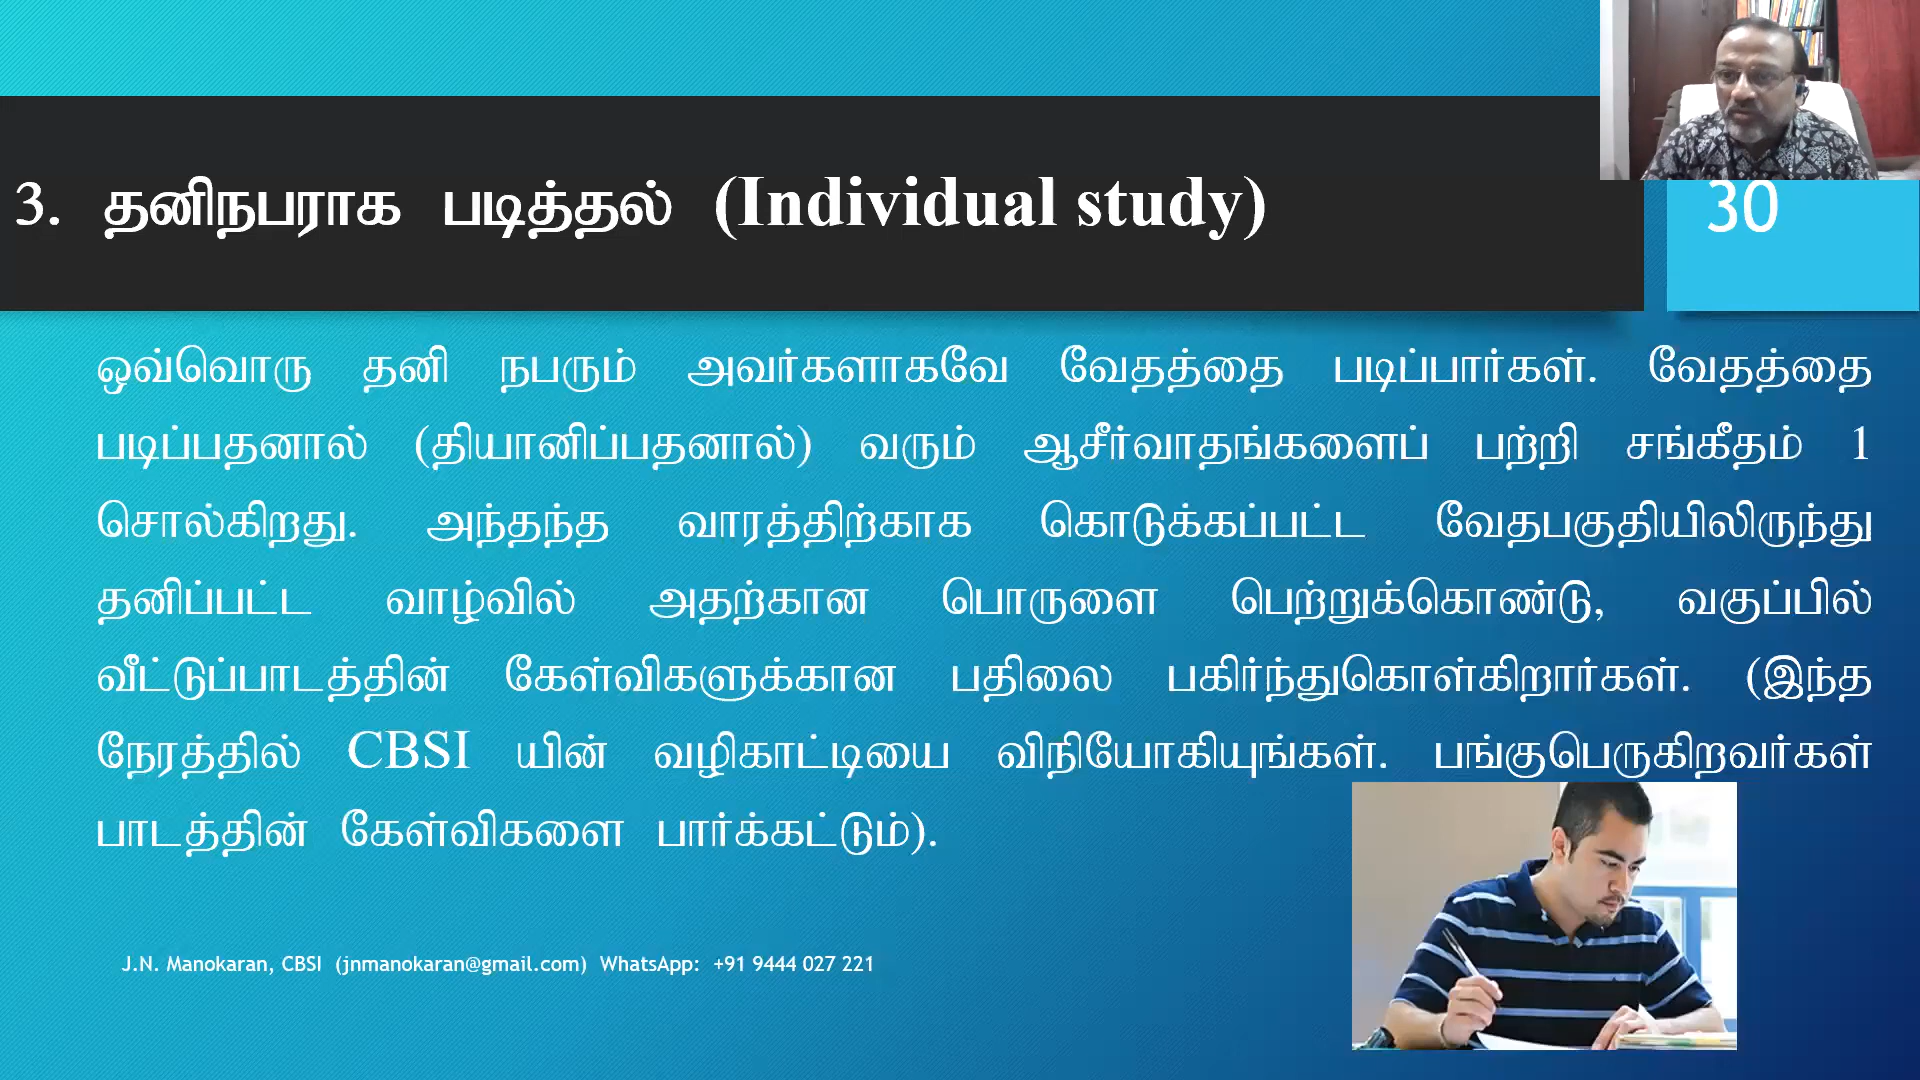 3. தனிநபராக படித்தல் (Individual study)
30
ஒவ்வொரு தனி நபரும் அவர்களாகவே வேதத்தை படிப்பார்கள். வேதத்தை
படிப்பதனால் (தியானிப்பதனால்) வரும் ஆசீர்வாதங்களைப் பற்றி சங்கீதம் 1
சொல்கிறது. அந்தந்த வாரத்திற்காக கொடுக்கப்பட்ட வேதபகுதியிலிருந்து
தனிப்பட்ட வாழ்வில் அதற்கான பொருளை பெற்றுக்கொண்டு, வகுப்பில்
வீட்டுப்பாடத்தின் கேள்விகளுக்கான பதிலை பகிர்ந்துகொள்கிறார்கள். (இந்த
நேரத்தில் CBSI யின் வழிகாட்டியை விநியோகியுங்கள். பங்குபெருகிறவர்கள்
பாடத்தின் கேள்விகளை பார்க்கட்டும்).
J.N. Manokaran, CBSI (jnmanokaran@gmail.com) WhatsApp: +91 9444 027 221